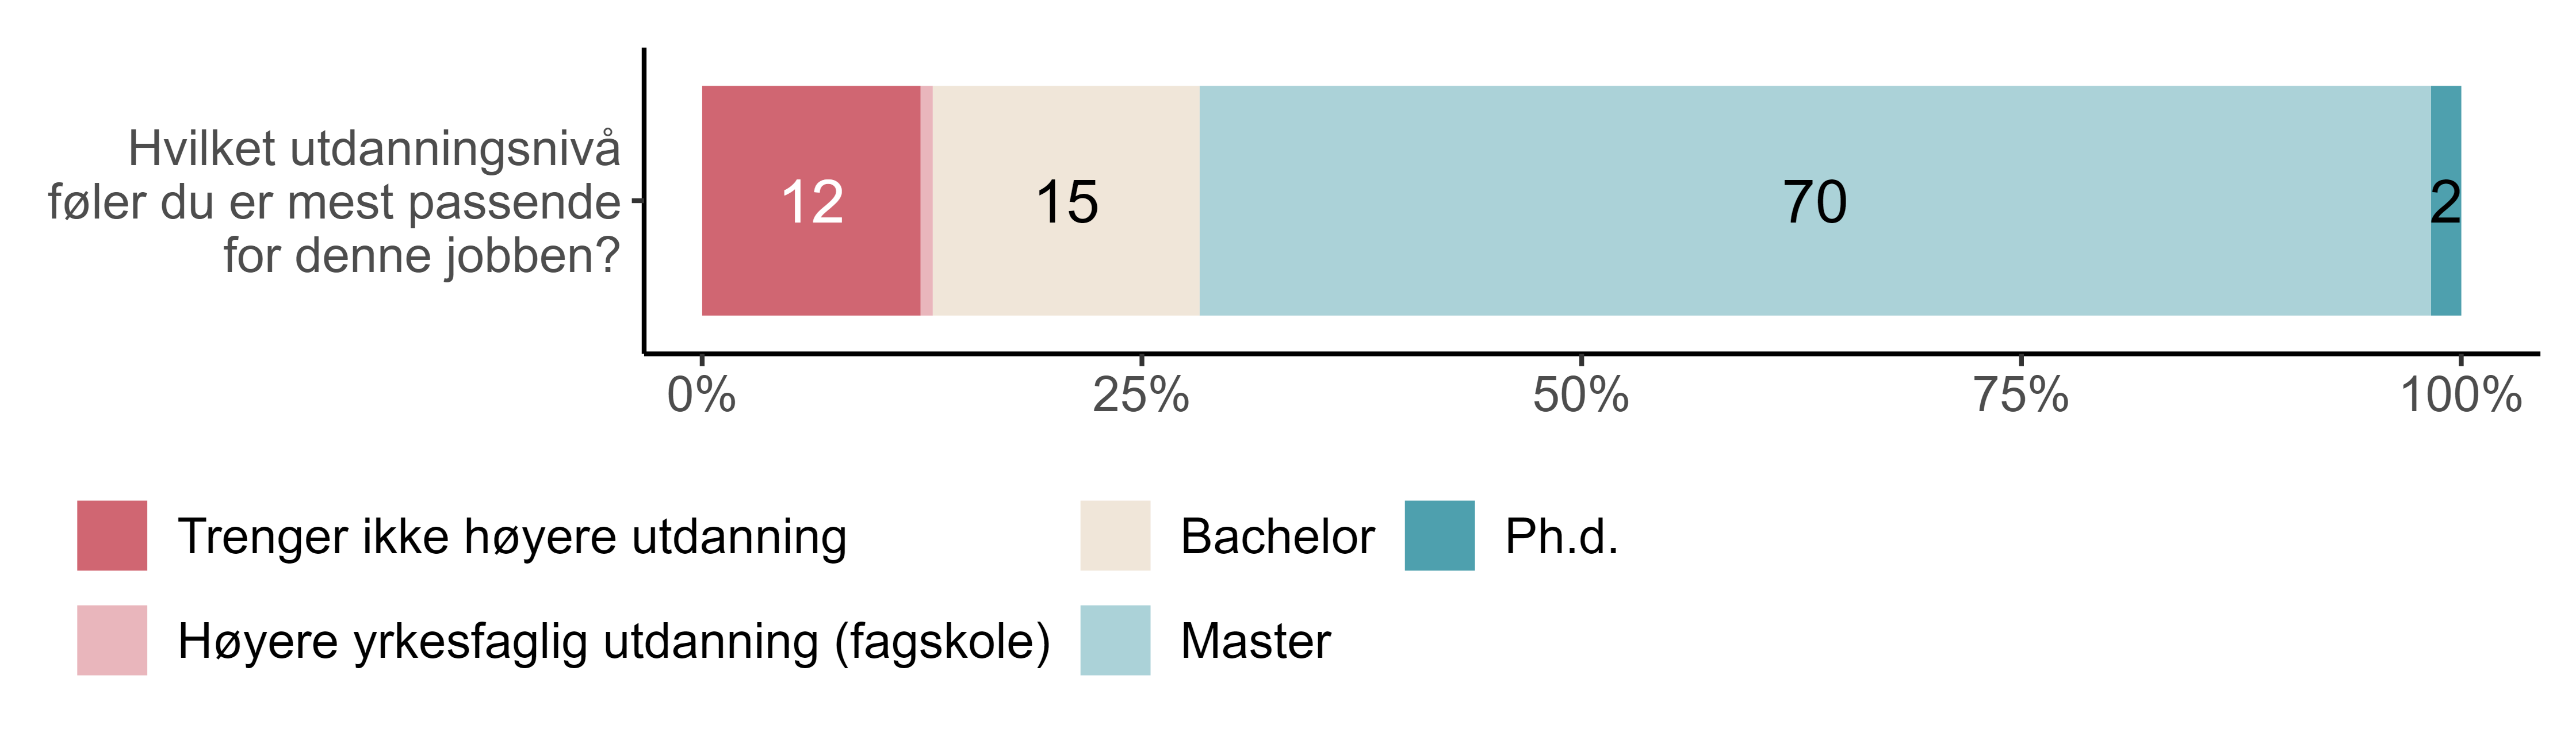 Hvilket utdanningsnivå
føler du er mest passende
for denne jobben?
12
15
70
2
0%
25%
50%
75%
100%
Trenger ikke høyere utdanning
Høyere yrkesfaglig utdanning (fagskole)
Bachelor
Master
Ph.d.